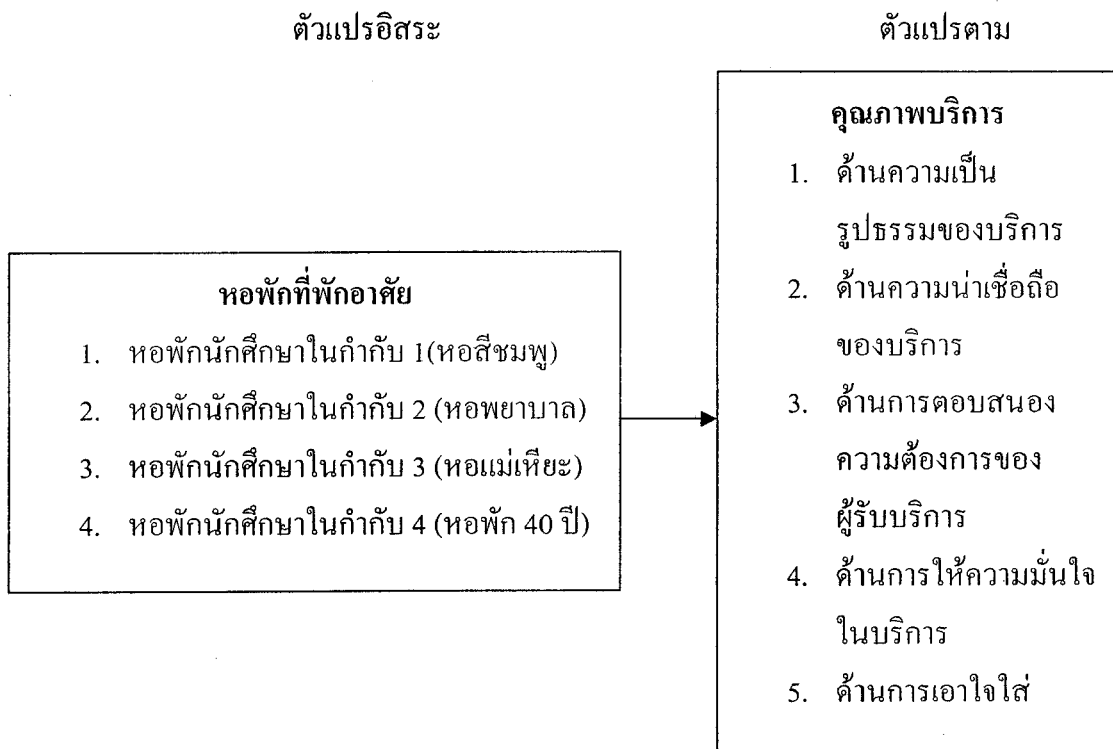 ตัวแปรอิสระ
ตัวแปรตาม
หอพักที่พักอาศัย
1. หอพักนักศึกษาในกำกับ 1(หอสีชมพู)
2. หอพักนักศึกษาในกำกับ 2 (หอพยาบาล)
3. หอพักนักศึกษาในกำกับ 3 (หอแม่เหียะ)
4. หอพักนักศึกษาในกำกับ 4 (หอพัก 40 ปี)
คุณภาพบริการ
1. ด้านความเป็น
รูปธรรมของบริการ
2. ด้านความน่าเชื่อถือ
ของบริการ
3. ด้านการตอบสนอง
ความต้องการของ
ผู้รับบริการ
4. ด้านการให้ความมั่นใจ
ในบริการ
5. ด้านการเอาใจใส่